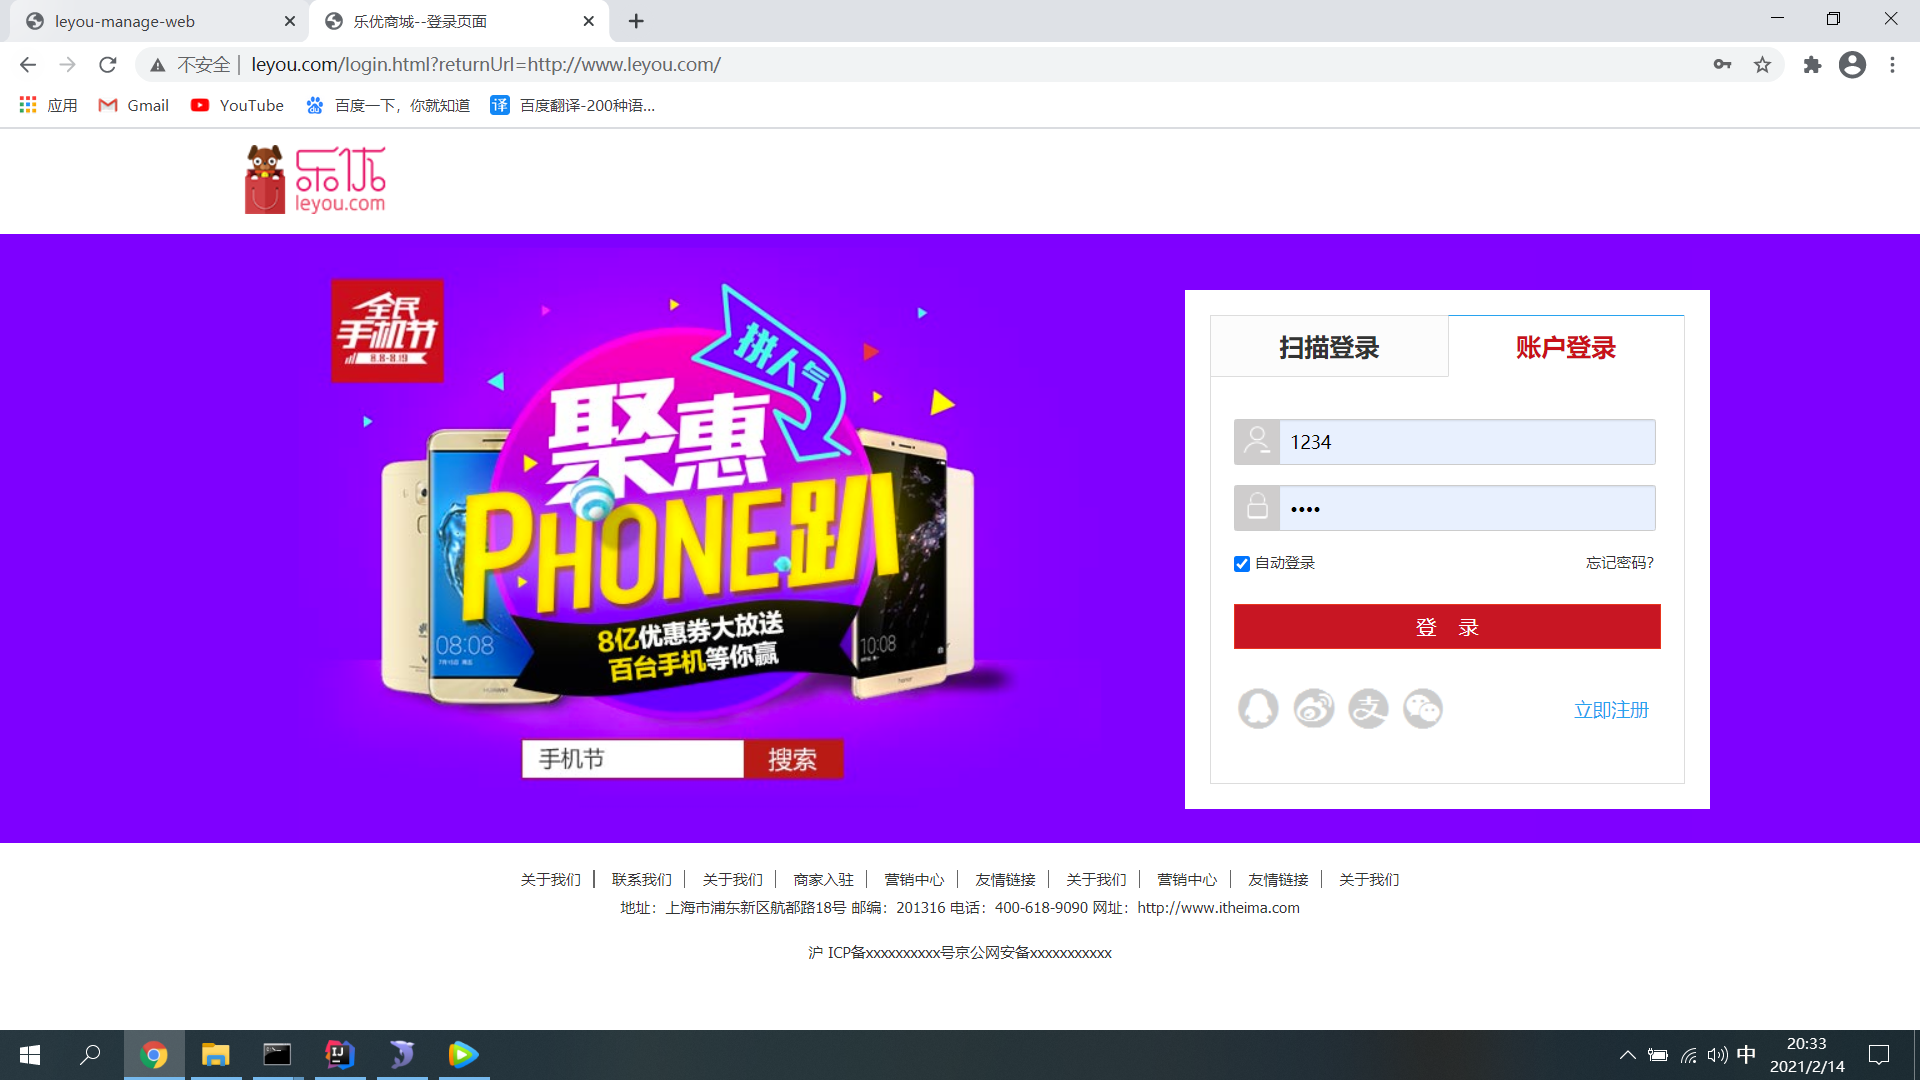 leyou-manage-web
乐优商城--登录页面
不安全
leyou.com/login.html?returnUrl=http://www.leyou.com/
应用
Gmail
YouTube
百度一下，你就知道
译
百度翻译-200种语...
乐优
leyou.com
全民
手机节
8.8-8.19
拼人气
聚惠
PHONE趴
8亿优惠券大放送
百台手机等你赢
08:08
10:08
手机节
搜索
扫描登录
账户登录
1234
••••
自动登录
忘记密码?
登 录
立即注册
关于我们 | 联系我们 | 关于我们 | 商家入驻 | 营销中心 | 友情链接 | 关于我们 | 营销中心 | 友情链接 | 关于我们
地址：上海市浦东新区航都路18号 邮编：201316 电话：400-618-9090 网址：http://www.itheima.com
沪 ICP备xxxxxxxxxx号京公网安备xxxxxxxxxxx
中
20:33
2021/2/14